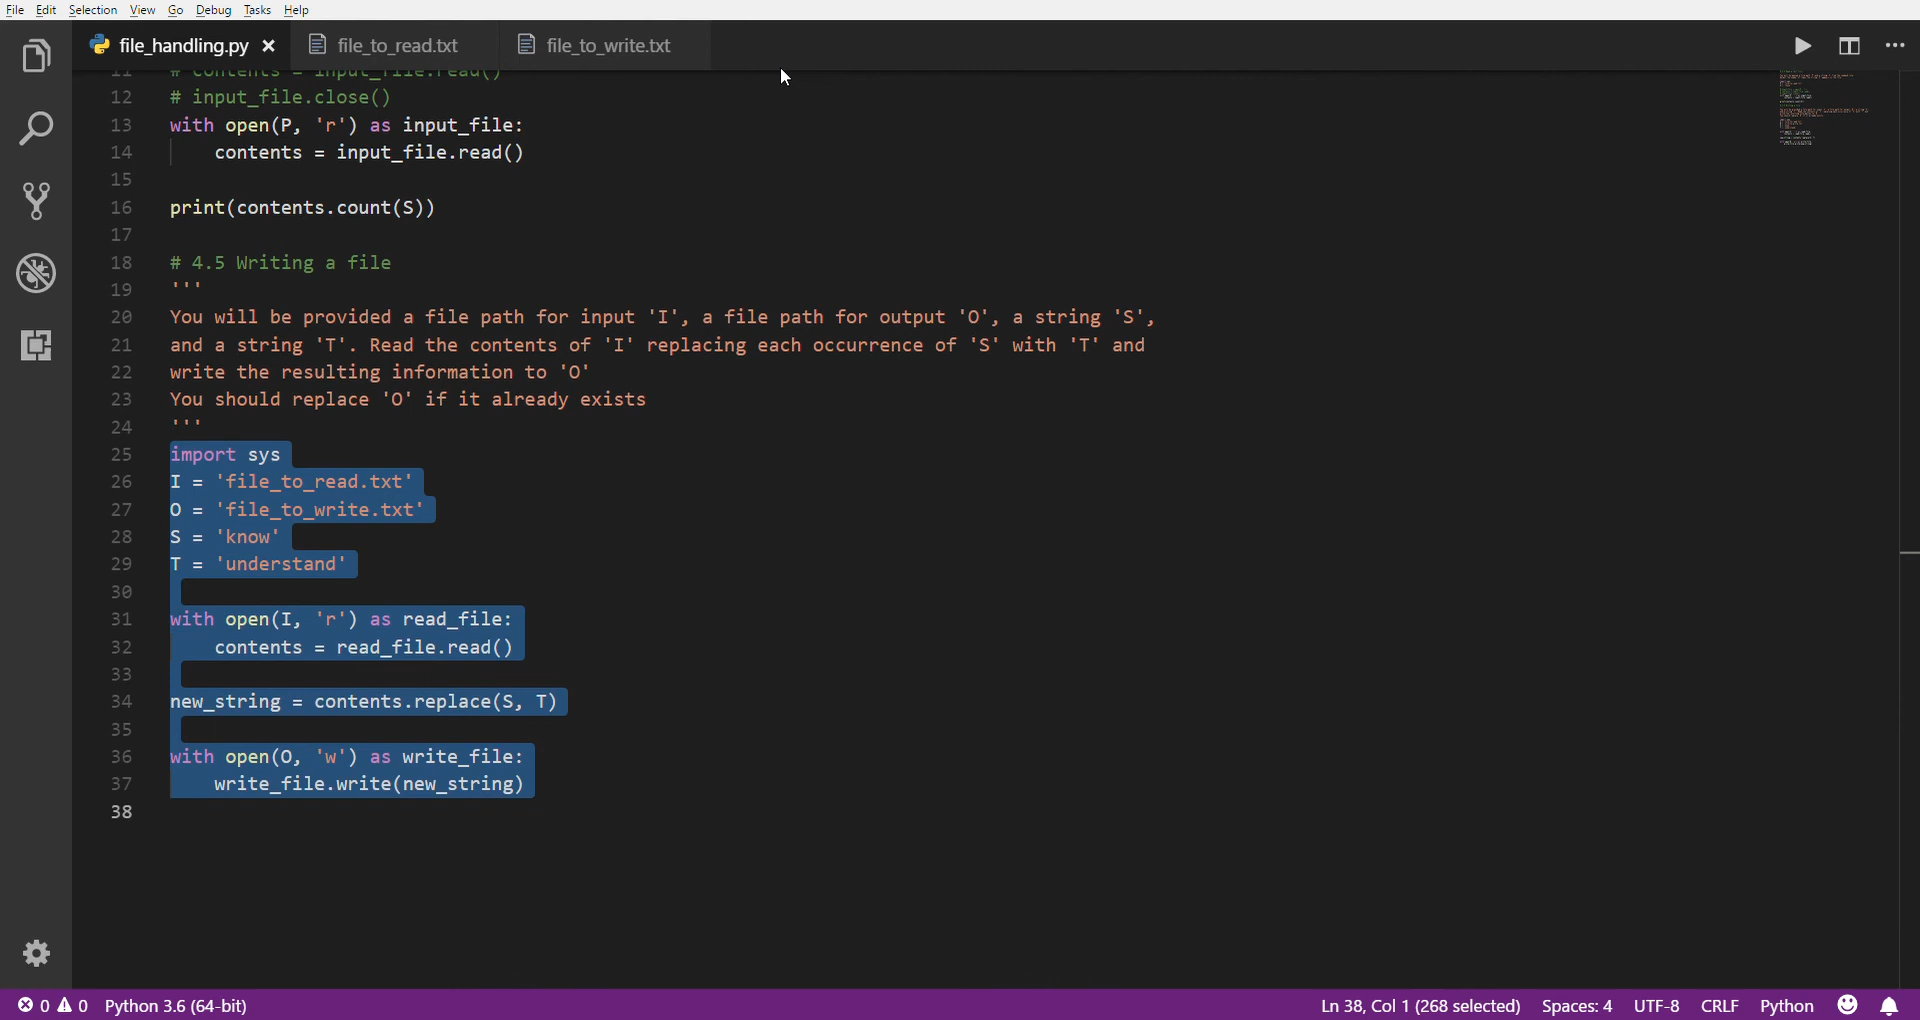 File Edit Selection View Go Debug Tasks Help
file_handling.py file_to_read.txt file_to_write.txt
11 # contents = input_file.read()
12 # input_file.close()
13 with open(P, 'r') as input_file:
14 contents = input_file.read()
15
16 print(contents.count(S))
17
18 # 4.5 Writing a file
19 '''
20 You will be provided a file path for input 'I', a file path for output 'O', a string 'S',
21 and a string 'T'. Read the contents of 'I' replacing each occurrence of 'S' with 'T' and
22 write the resulting information to 'O'
23 You should replace 'O' if it already exists
24 '''
25 import sys
26 I = 'file_to_read.txt'
27 O = 'file_to_write.txt'
28 S = 'know'
29 T = 'understand'
30
31 with open(I, 'r') as read_file:
32 contents = read_file.read()
33
34 new_string = contents.replace(S, T)
35
36 with open(O, 'w') as write_file:
37 write_file.write(new_string)
38
0 0 Python 3.6 (64-bit) Ln 38, Col 1 (268 selected) Spaces: 4 UTF-8 CRLF Python